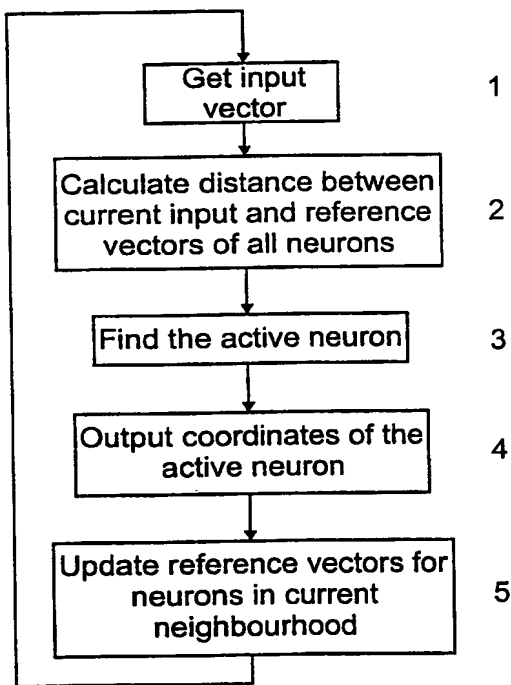 Get input
vector
1
Calculate distance between
current input and reference
vectors of all neurons
2
Find the active neuron
3
Output coordinates of the
active neuron
4
Update reference vectors for
neurons in current
neighbourhood
5